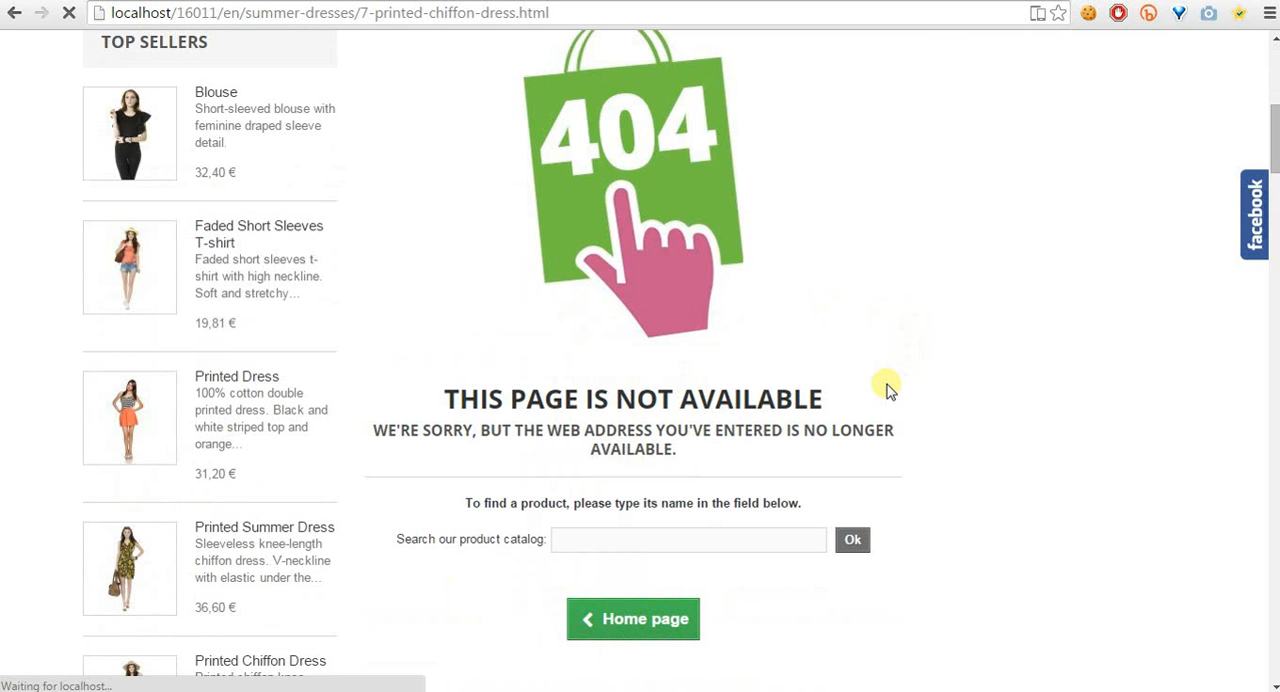 localhost/16011/en/summer-dresses/7-printed-chiffon-dress.html
TOP SELLERS
Blouse
Short-sleeved blouse with
feminine draped sleeve
detail.
32,40 €
Faded Short Sleeves
T-shirt
Faded short sleeves t-
shirt with high neckline.
Soft and stretchy...
19,81 €
Printed Dress
100% cotton double
printed dress. Black and
white striped top and
orange...
31,20 €
Printed Summer Dress
Sleeveless knee-length
chiffon dress. V-neckline
with elastic under the...
36,60 €
Printed Chiffon Dress
Printed chiffon knee
404
THIS PAGE IS NOT AVAILABLE
WE'RE SORRY, BUT THE WEB ADDRESS YOU'VE ENTERED IS NO LONGER
AVAILABLE.
To find a product, please type its name in the field below.
Search our product catalog:
Ok
Home page
facebook
Waiting for localhost...